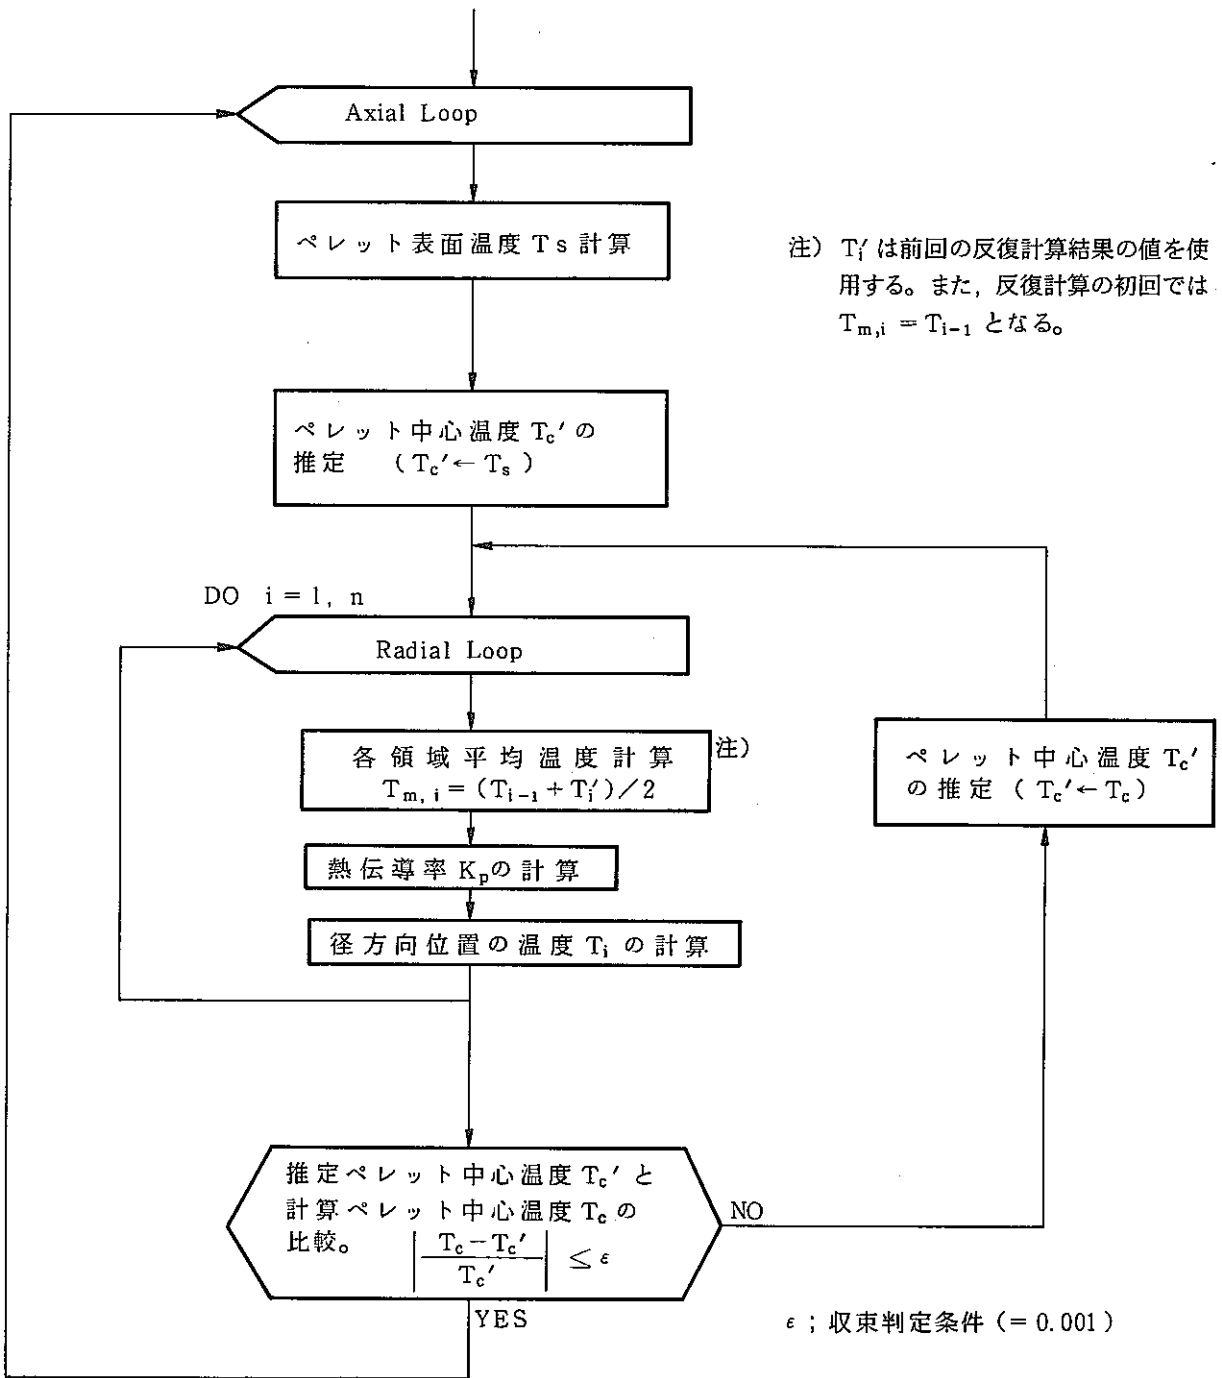 Axial Loop
ペレット表面温度Ts計算
注) Ti′は前回の反復計算結果の値を使
用する。また，反復計算の初回では
Tm,i = Ti-1 となる。
ペレット中心温度Tc′の
推定 (Tc′←Ts)
DO i = 1, n
Radial Loop
各領域平均温度計算
注)
Tm,i = (Ti-1 + Ti′)/2
熱伝導率Kpの計算
径方向位置の温度Tiの計算
ペレット中心温度Tc′
の推定 (Tc′←Tc)
推定ペレット中心温度Tc′と
計算ペレット中心温度Tcの
比較。 |(Tc−Tc′)/Tc′| ≤ ε
NO
YES
ε；収束判定条件 (= 0.001)